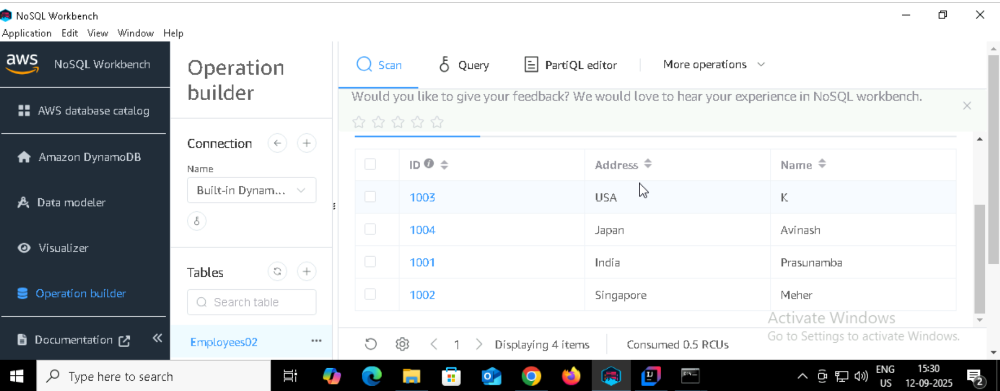 NoSQL Workbench
Application Edit View Window Help
aws NoSQL Workbench
AWS database catalog
Amazon DynamoDB
Data modeler
Visualizer
Operation builder
Documentation
Operation
builder
Connection
Name
Built-in Dynam...
Tables
Search table
Employees02
Scan Query PartiQL editor More operations
Would you like to give your feedback? We would love to hear your experience in NoSQL workbench.
ID Address Name
1003 USA K
1004 Japan Avinash
1001 India Prasunamba
1002 Singapore Meher
1 Displaying 4 items Consumed 0.5 RCUs
Activate Windows
Go to Settings to activate Windows.
Type here to search
ENG
US
15:30
12-09-2025
2